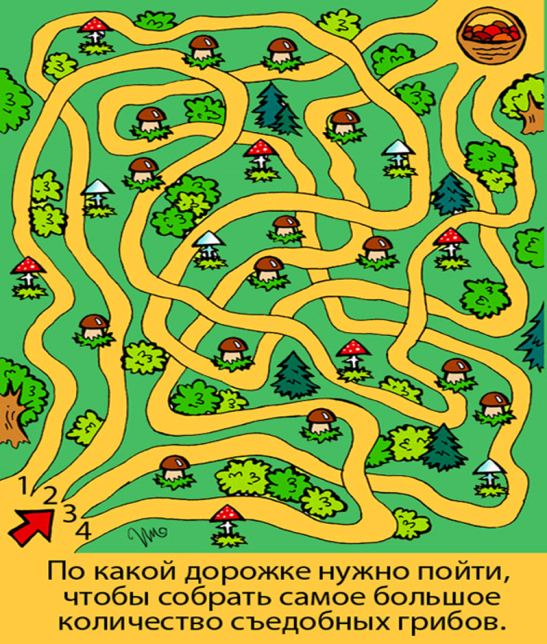 1
2
3
4
По какой дорожке нужно пойти,
чтобы собрать самое большое
количество съедобных грибов.